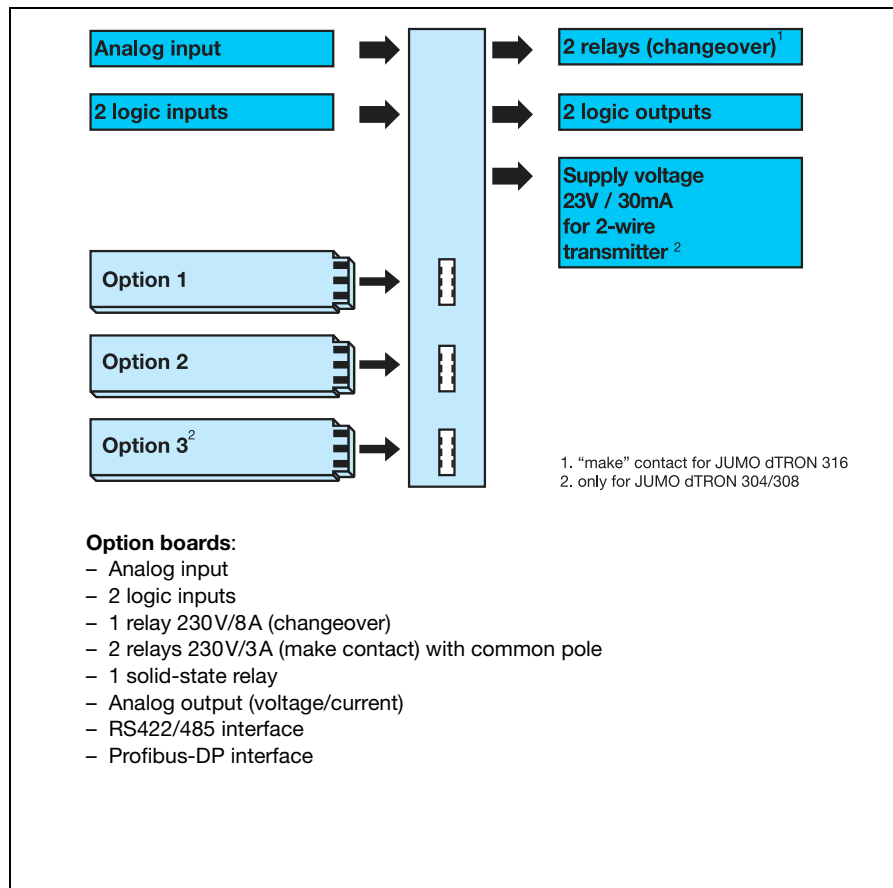 Analog input
2 relays (changeover)1
2 logic inputs
2 logic outputs
Supply voltage
23V / 30mA
for 2-wire
transmitter 2
Option 1
Option 2
Option 32
1. “make” contact for JUMO dTRON 316
2. only for JUMO dTRON 304/308
Option boards:
– Analog input
– 2 logic inputs
– 1 relay 230V/8A (changeover)
– 2 relays 230V/3A (make contact) with common pole
– 1 solid-state relay
– Analog output (voltage/current)
– RS422/485 interface
– Profibus-DP interface